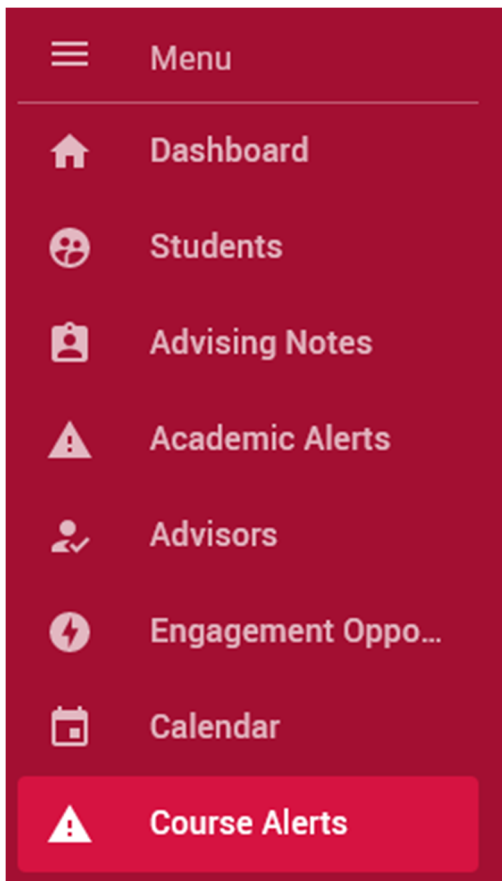 Menu
Dashboard
Students
Advising Notes
Academic Alerts
Advisors
Engagement Oppo...
Calendar
Course Alerts